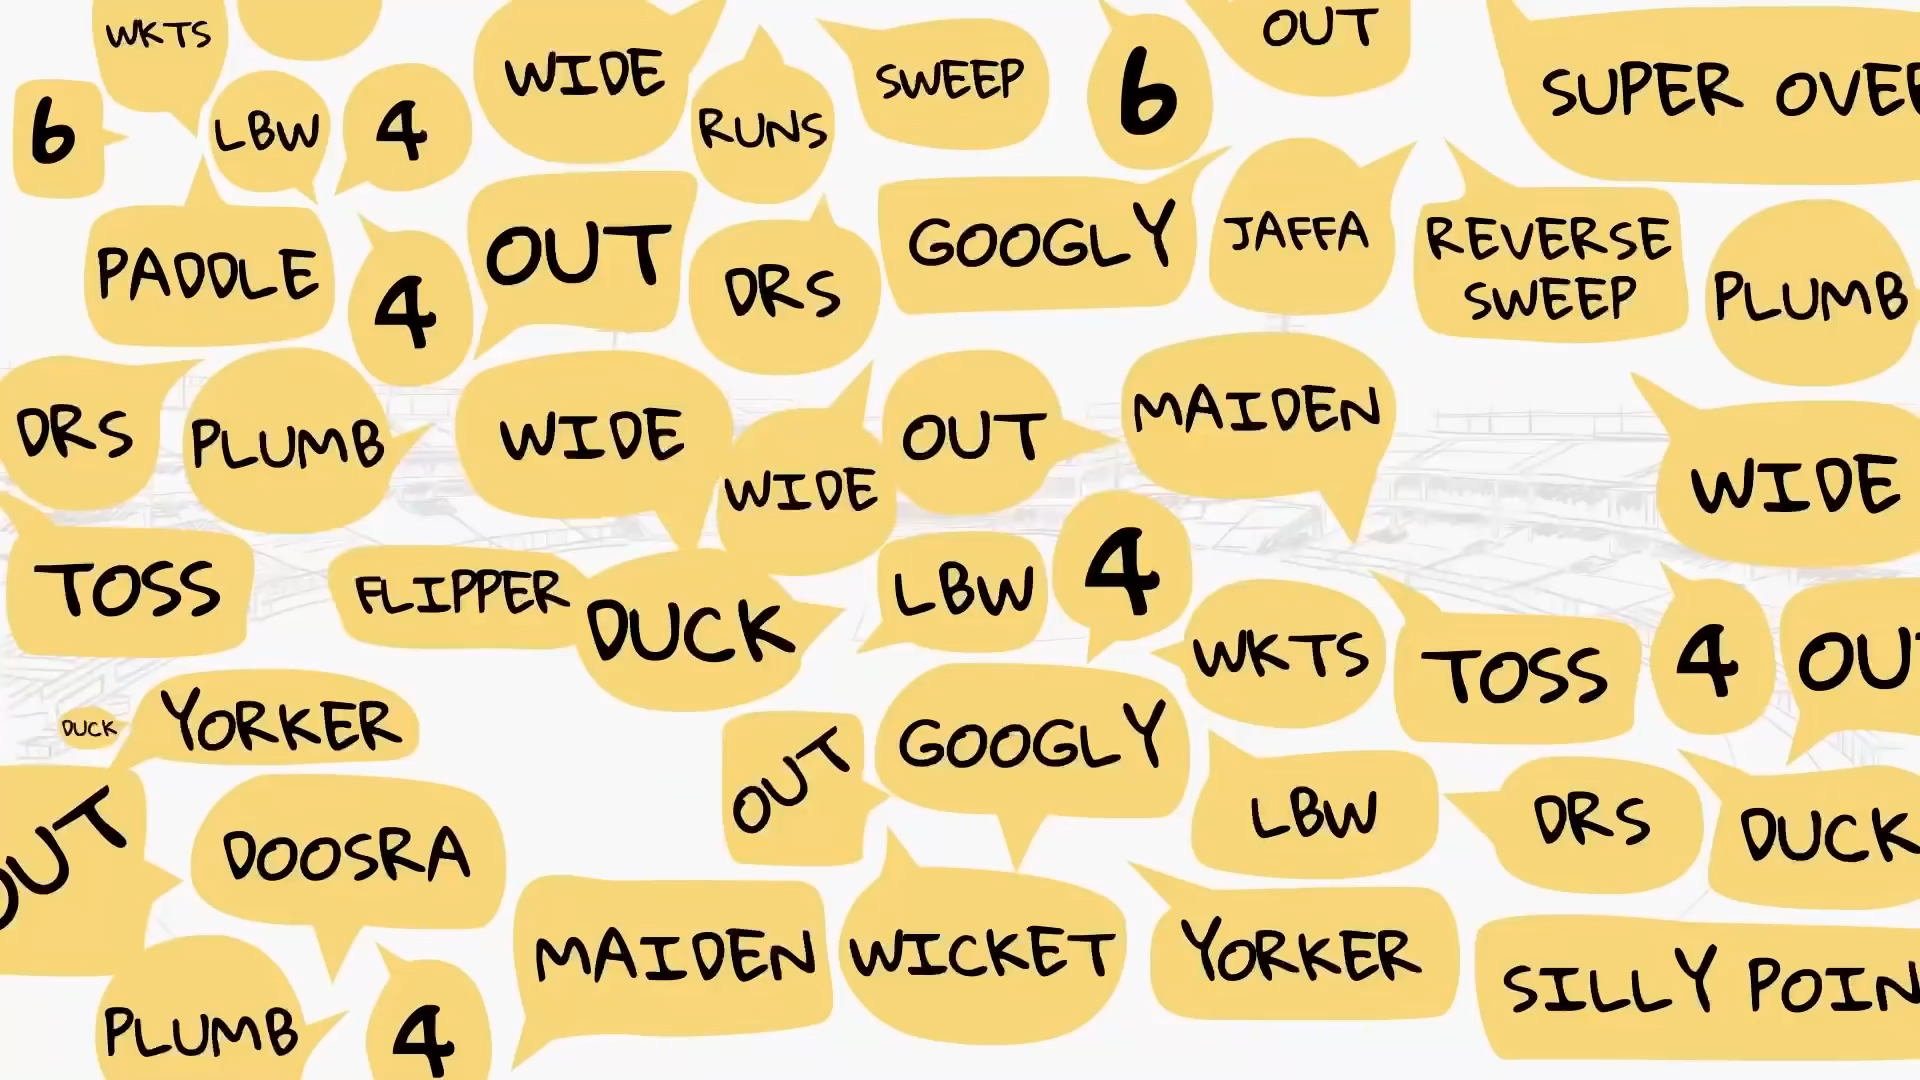 WKTS
OUT
WIDE
SWEEP
6
SUPER OVE
6
LBW
4
RUNS
PADDLE
4
OUT
DRS
GOOGLY
JAFFA
REVERSE
SWEEP
PLUMB
DRS
PLUMB
WIDE
WIDE
OUT
MAIDEN
WIDE
TOSS
FLIPPER
DUCK
LBW
4
WKTS
TOSS
4
OU
DUCK
YORKER
OUT
GOOGLY
LBW
DRS
DUCK
OUT
DOOSRA
MAIDEN
WICKET
YORKER
SILLY POIN
PLUMB
4